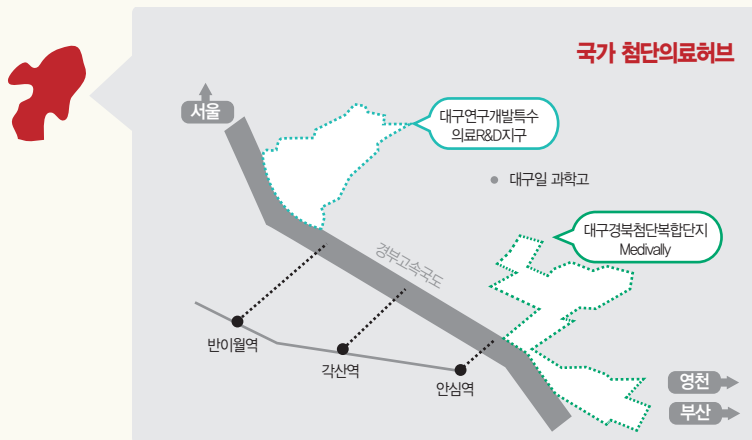 국가 첨단의료허브
서울
대구연구개발특수
의료R&D지구
대구일 과학고
대구경북첨단복합단지
Medivally
경부고속국도
반이월역
각산역
안심역
영천
부산